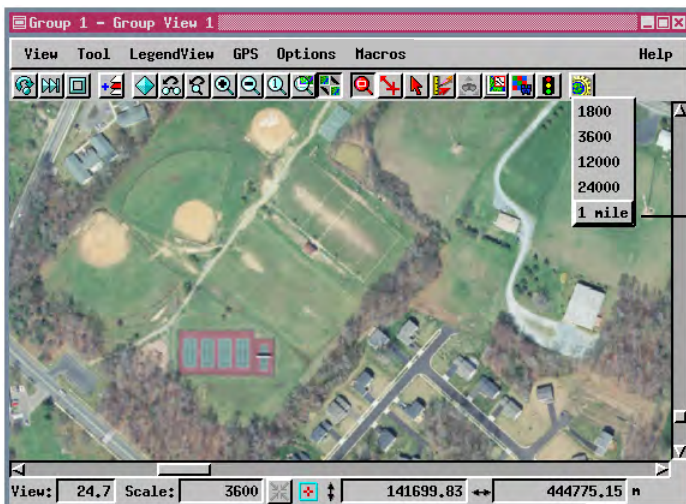 Group 1 - Group View 1
View Tool LegendView GPS Options Macros Help
1800
3600
12000
24000
1 mile
View: 24.7 Scale: 3600 141699.83 444775.15 m